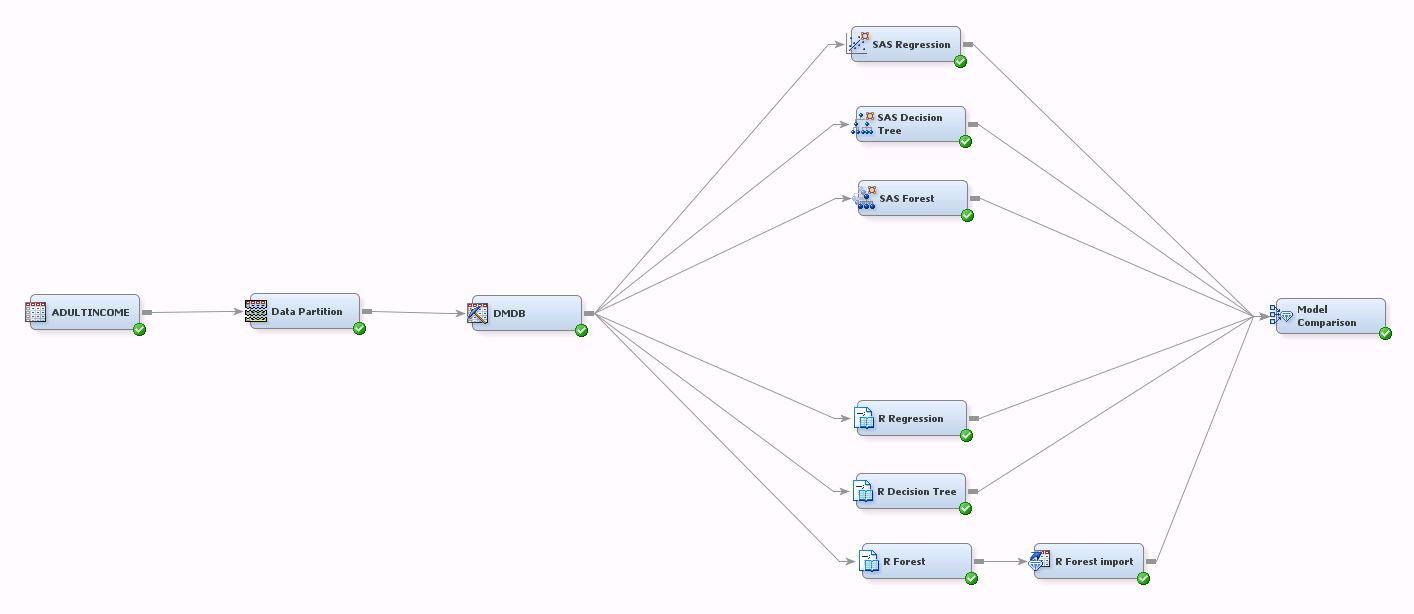 SAS Regression
SAS Decision
Tree
SAS Forest
ADULTINCOME
Data Partition
DMDB
Model
Comparison
R Regression
R Decision Tree
R Forest
R Forest import